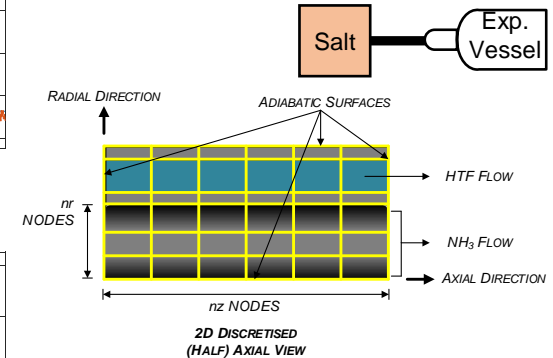 Salt
Exp.
Vessel
RADIAL DIRECTION
ADIABATIC SURFACES
HTF FLOW
nr
NODES
NH₃ FLOW
AXIAL DIRECTION
nz NODES
2D DISCRETISED
(HALF) AXIAL VIEW